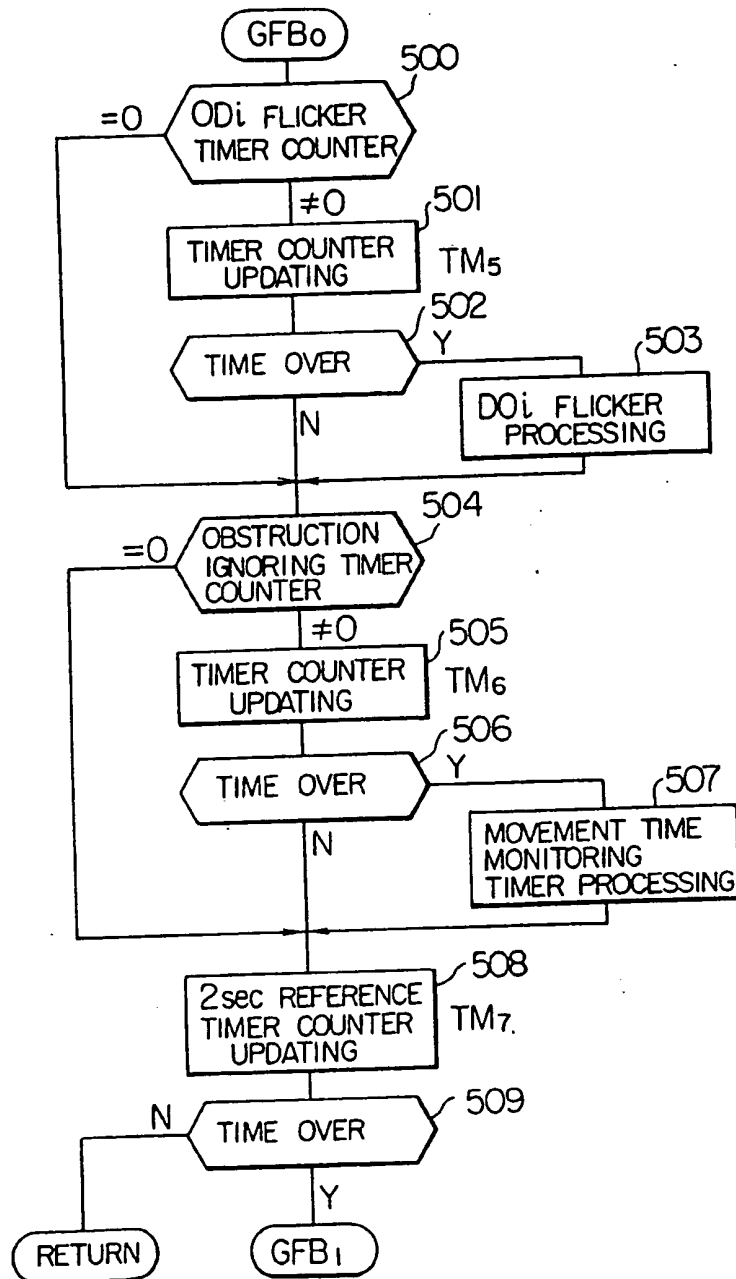 GFB₀
500
ODi FLICKER
TIMER COUNTER
=0
≠0
501
TIMER COUNTER
UPDATING
TM₅
502
TIME OVER
Y
N
503
DOi FLICKER
PROCESSING
504
OBSTRUCTION
IGNORING TIMER
COUNTER
=0
≠0
505
TIMER COUNTER
UPDATING
TM₆
506
TIME OVER
Y
N
507
MOVEMENT TIME
MONITORING
TIMER PROCESSING
508
2sec REFERENCE
TIMER COUNTER
UPDATING
TM₇.
509
TIME OVER
N
Y
RETURN
GFB₁